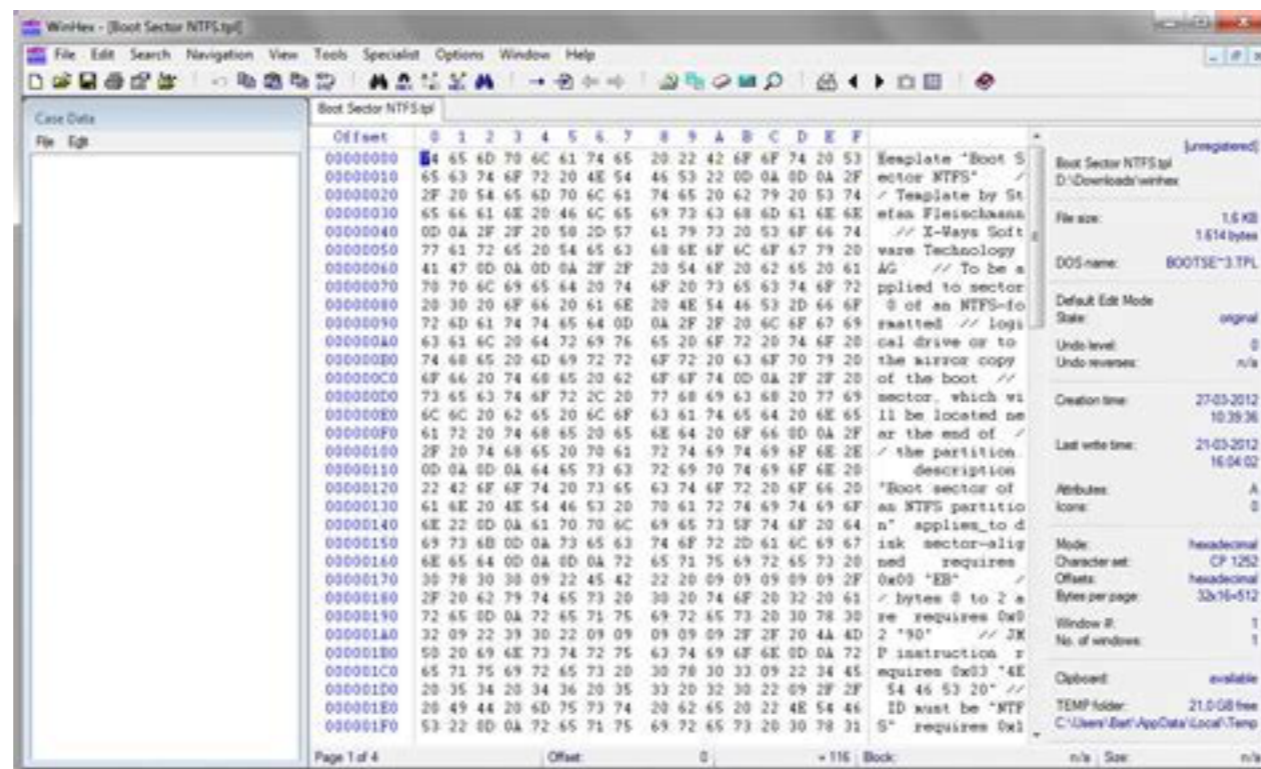 WinHex - [Boot Sector NTFS.tpl]
File Edit Search Navigation View Tools Specialist Options Window Help
Case Data
File Edit
Boot Sector NTFS.tpl
Offset 0 1 2 3 4 5 6 7 8 9 A B C D E F
00000000 54 65 6D 70 6C 61 74 65 20 22 42 6F 6F 74 20 53 Template "Boot S
00000010 65 63 74 6F 72 20 4E 54 46 53 22 0D 0A 0D 0A 2F ector NTFS" /
00000020 2F 20 54 65 6D 70 6C 61 74 65 20 62 79 20 53 74 / Template by St
00000030 65 66 61 6E 20 46 6C 65 69 73 63 68 6D 61 6E 6E efan Fleischmann
00000040 0D 0A 2F 2F 20 58 2D 57 61 79 73 20 53 6F 66 74 // X-Ways Soft
00000050 77 61 72 65 20 54 65 63 68 6E 6F 6C 6F 67 79 20 ware Technology
00000060 41 47 0D 0A 0D 0A 2F 2F 20 54 6F 20 62 65 20 61 AG // To be a
00000070 70 70 6C 69 65 64 20 74 6F 20 73 65 63 74 6F 72 pplied to sector
00000080 20 30 20 6F 66 20 61 6E 20 4E 54 46 53 2D 66 6F 0 of an NTFS-fo
00000090 72 6D 61 74 74 65 64 0D 0A 2F 2F 20 6C 6F 67 69 rmatted // logi
000000A0 63 61 6C 20 64 72 69 76 65 20 6F 72 20 74 6F 20 cal drive or to
000000B0 74 68 65 20 6D 69 72 72 6F 72 20 63 6F 70 79 20 the mirror copy
000000C0 6F 66 20 74 68 65 20 62 6F 6F 74 0D 0A 2F 2F 20 of the boot //
000000D0 73 65 63 74 6F 72 2C 20 77 68 69 63 68 20 77 69 sector, which wi
000000E0 6C 6C 20 62 65 20 6C 6F 63 61 74 65 64 20 6E 65 ll be located ne
000000F0 61 72 20 74 68 65 20 65 6E 64 20 6F 66 0D 0A 2F ar the end of /
00000100 2F 20 74 68 65 20 70 61 72 74 69 74 69 6F 6E 2E / the partition.
00000110 0D 0A 0D 0A 64 65 73 63 72 69 70 74 69 6F 6E 20 description
00000120 22 42 6F 6F 74 20 73 65 63 74 6F 72 20 6F 66 20 "Boot sector of
00000130 61 6E 20 4E 54 46 53 20 70 61 72 74 69 74 69 6F an NTFS partitio
00000140 6E 22 0D 0A 61 70 70 6C 69 65 73 5F 74 6F 20 64 n" applies_to d
00000150 69 73 6B 0D 0A 73 65 63 74 6F 72 2D 61 6C 69 67 isk sector-alig
00000160 6E 65 64 0D 0A 0D 0A 72 65 71 75 69 72 65 73 20 ned requires
00000170 30 78 30 30 09 22 45 42 22 20 09 09 09 09 09 2F 0x00 "EB" /
00000180 2F 20 62 79 74 65 73 20 30 20 74 6F 20 32 20 61 / bytes 0 to 2 a
00000190 72 65 0D 0A 72 65 71 75 69 72 65 73 20 30 78 30 re requires 0x0
000001A0 32 09 22 39 30 22 09 09 09 09 09 2F 2F 20 4A 4D 2 "90" // JM
000001B0 50 20 69 6E 73 74 72 75 63 74 69 6F 6E 0D 0A 72 P instruction r
000001C0 65 71 75 69 72 65 73 20 30 78 30 33 09 22 34 45 equires 0x03 "4E
000001D0 20 35 34 20 34 36 20 35 33 20 32 30 22 09 2F 2F 54 46 53 20" //
000001E0 20 49 44 20 6D 75 73 74 20 62 65 20 22 4E 54 46 ID must be "NTF
000001F0 53 22 0D 0A 72 65 71 75 69 72 65 73 20 30 78 31 S" requires 0x1
[unregistered]
Boot Sector NTFS.tpl
D:\Downloads\winhex
File size: 1.6 KB
1.614 bytes
DOS name: BOOTSE~3.TPL
Default Edit Mode
State: original
Undo level: 0
Undo reverses: n/a
Creation time: 27-03-2012
10:39:36
Last write time: 21-03-2012
16:04:02
Attributes: A
Icons: 0
Mode: hexadecimal
Character set: CP 1252
Offsets: hexadecimal
Bytes per page: 32x16=512
Window #: 1
No. of windows: 1
Clipboard: available
TEMP folder: 21.0 GB free
C:\Users\Bart\AppData\Local\Temp
Page 1 of 4 Offset: 0 = 116 Block: n/a Size: n/a